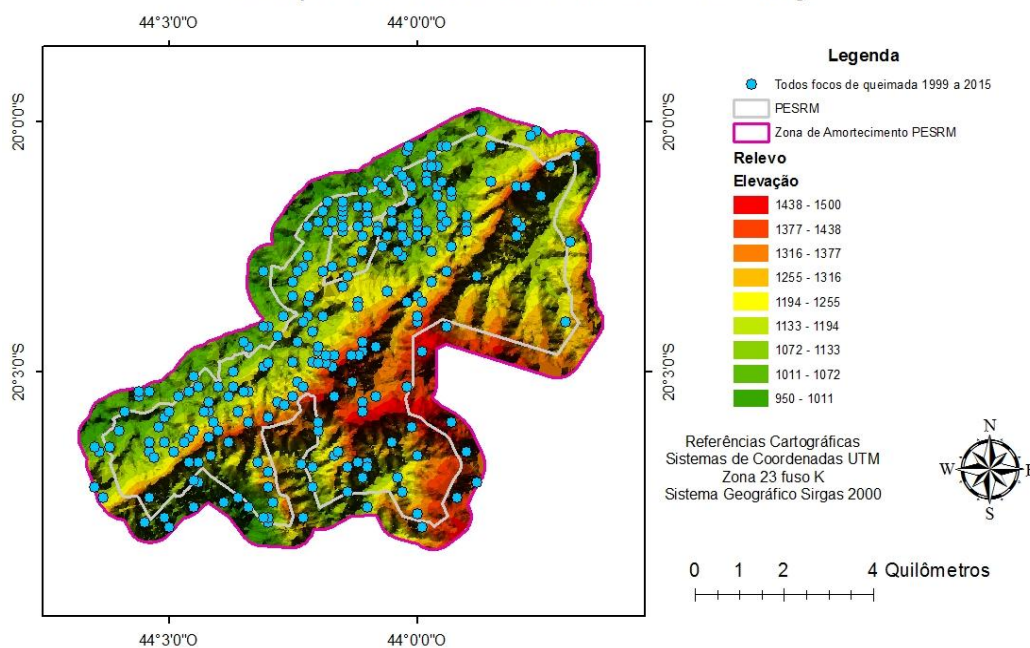 44°3'0"O
44°0'0"O
20°0'0"S
20°0'0"S
20°3'0"S
20°3'0"S
44°3'0"O
44°0'0"O
Legenda
Todos focos de queimada 1999 a 2015
PESRM
Zona de Amortecimento PESRM
Relevo
Elevação
1438 - 1500
1377 - 1438
1316 - 1377
1255 - 1316
1194 - 1255
1133 - 1194
1072 - 1133
1011 - 1072
950 - 1011
Referências Cartográficas
Sistemas de Coordenadas UTM
Zona 23 fuso K
Sistema Geográfico Sirgas 2000
N
W
E
S
0 1 2 4 Quilômetros